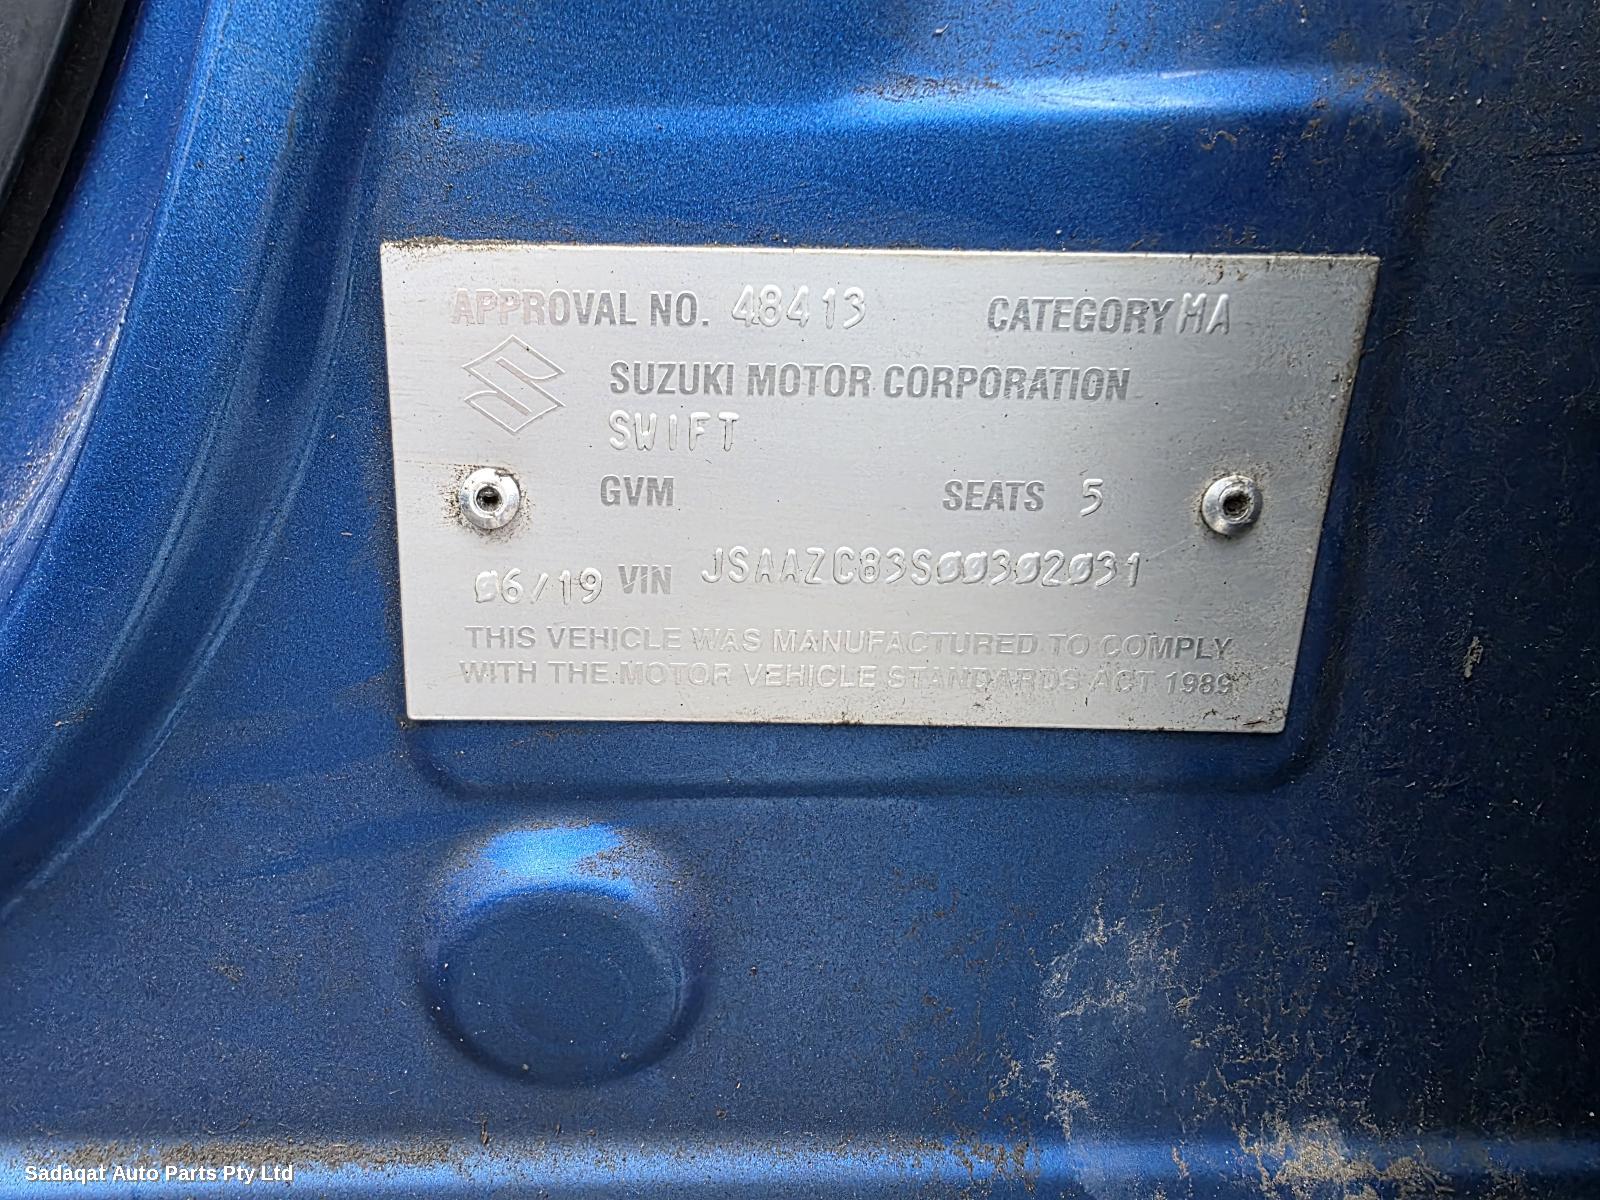 APPROVAL NO. 48413 CATEGORY MA
SUZUKI MOTOR CORPORATION
SWIFT
GVM SEATS 5
06/19 VIN JSAAZC83S00302031
THIS VEHICLE WAS MANUFACTURED TO COMPLY
WITH THE MOTOR VEHICLE STANDARDS ACT 1989
Sadaqat Auto Parts Pty Ltd